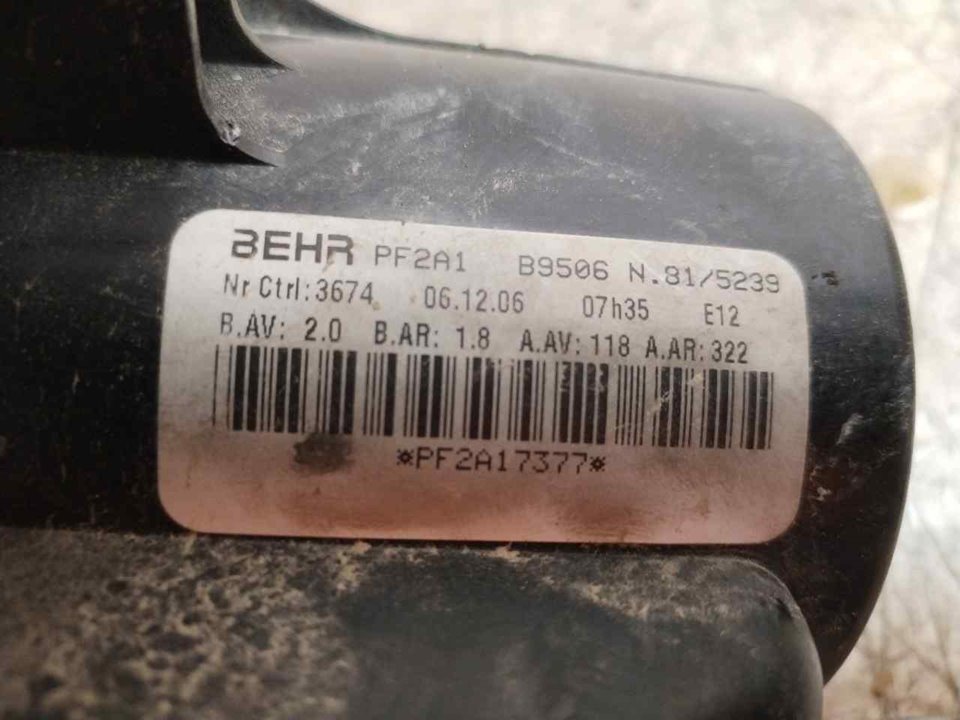 BEHR PF2A1 B9506 N.81/5239
Nr Ctrl:3674 06.12.06 07h35 E12
B.AV: 2.0 B.AR: 1.8 A.AV:118 A.AR:322
*PF2A17377*